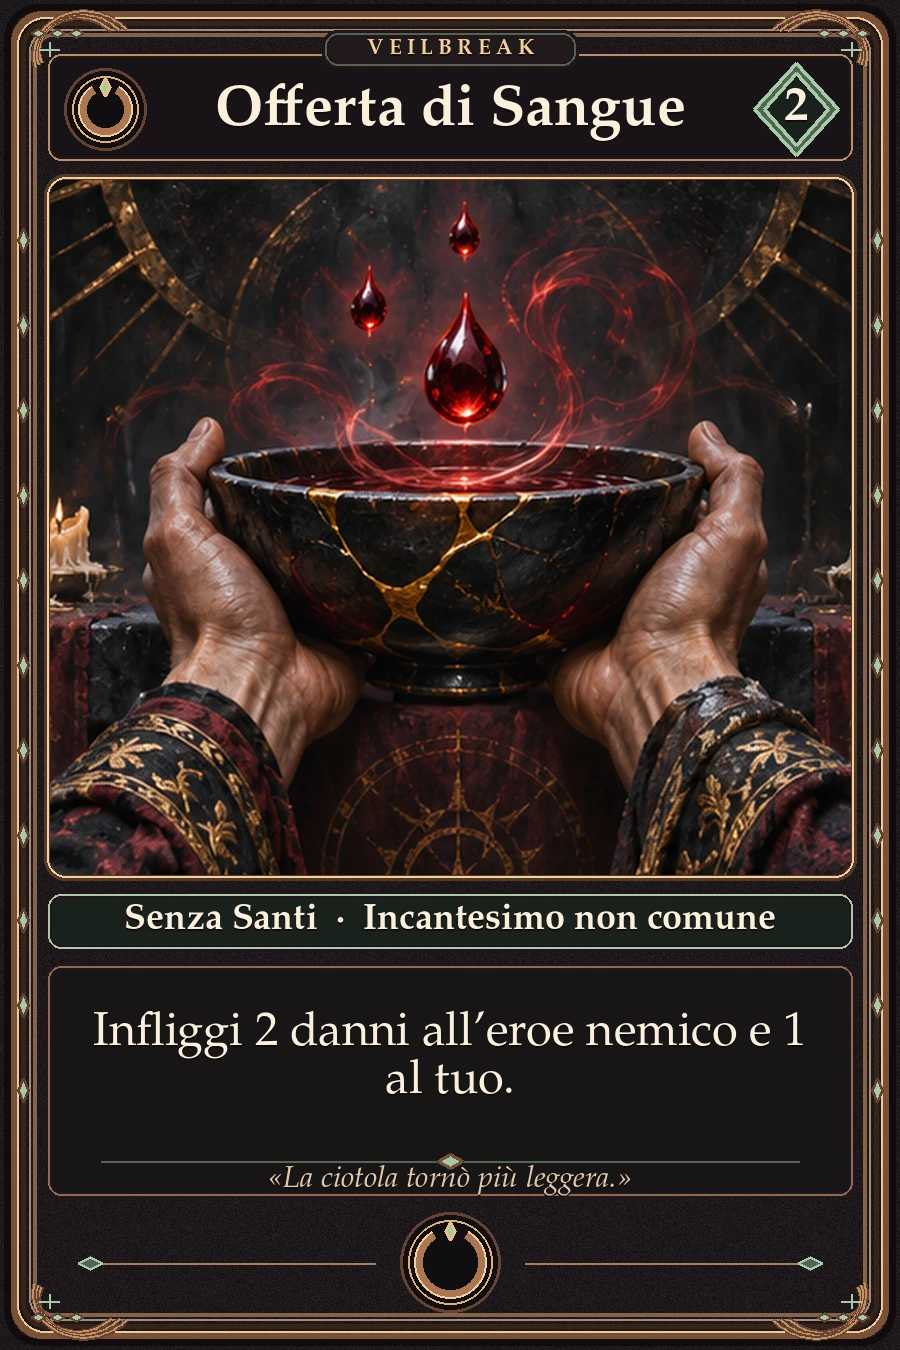 VEILBREAK
Offerta di Sangue
2
Senza Santi · Incantesimo non comune
Infliggi 2 danni all’eroe nemico e 1
al tuo.
«La ciotola tornò più leggera.»